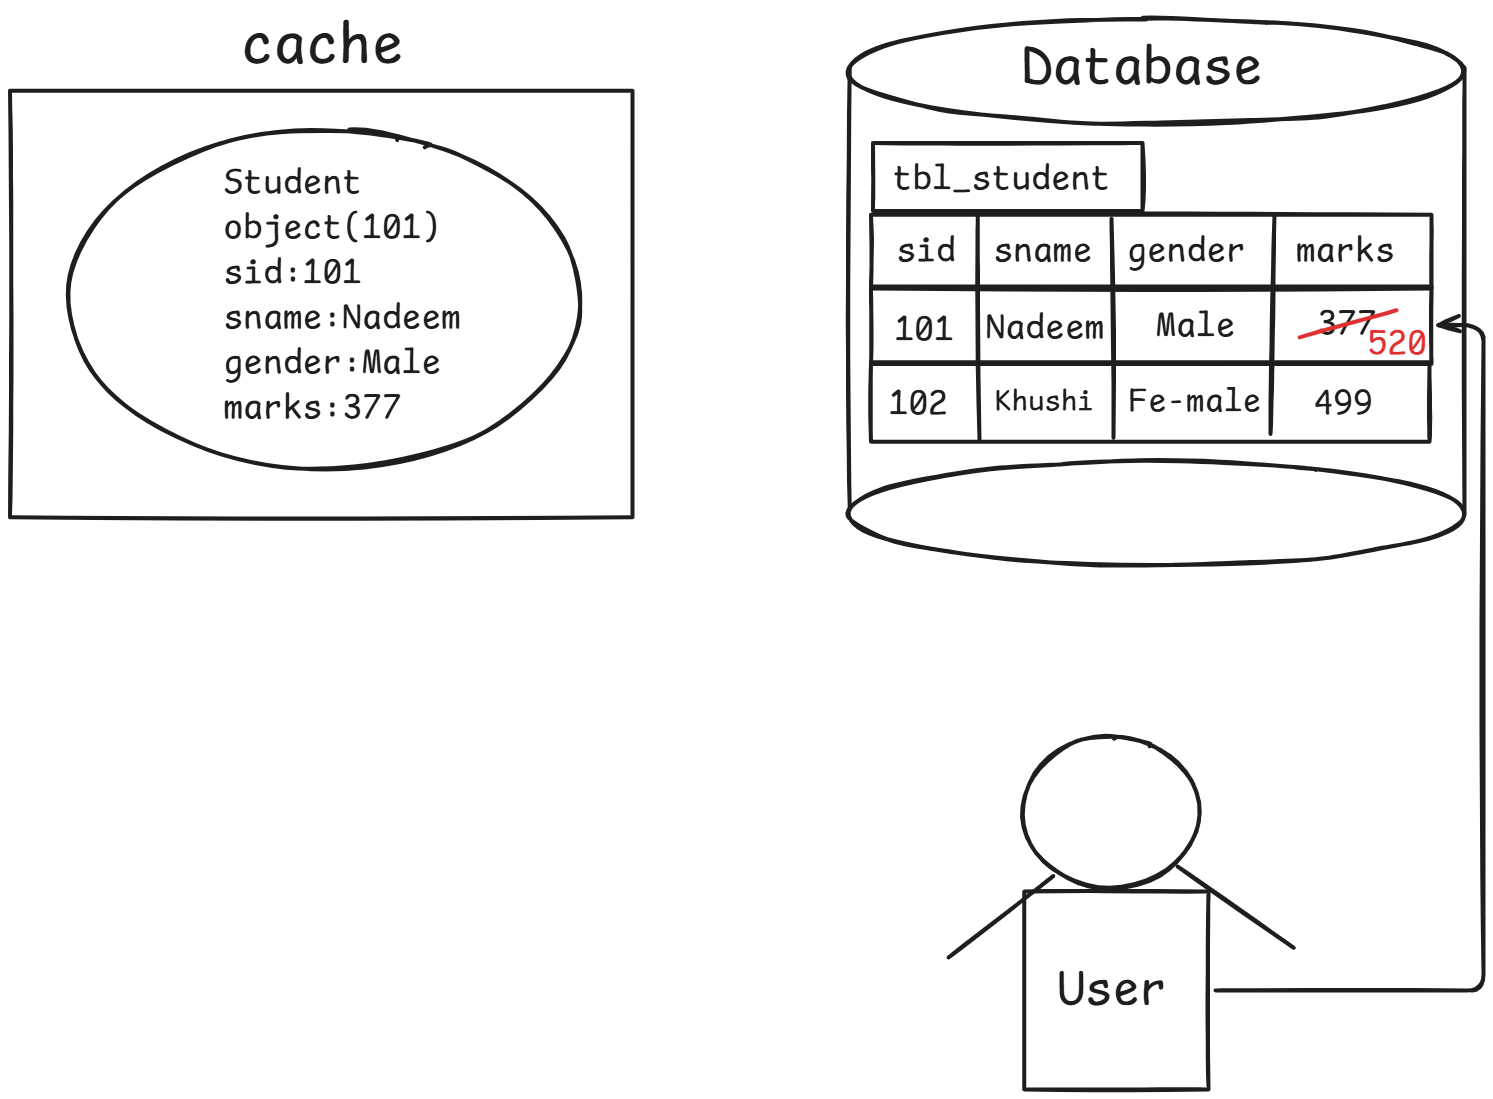 cache
Student
object(101)
sid:101
sname:Nadeem
gender:Male
marks:377
Database
tbl_student
sid sname gender marks
101 Nadeem Male 377 520
102 Khushi Fe-male 499
User